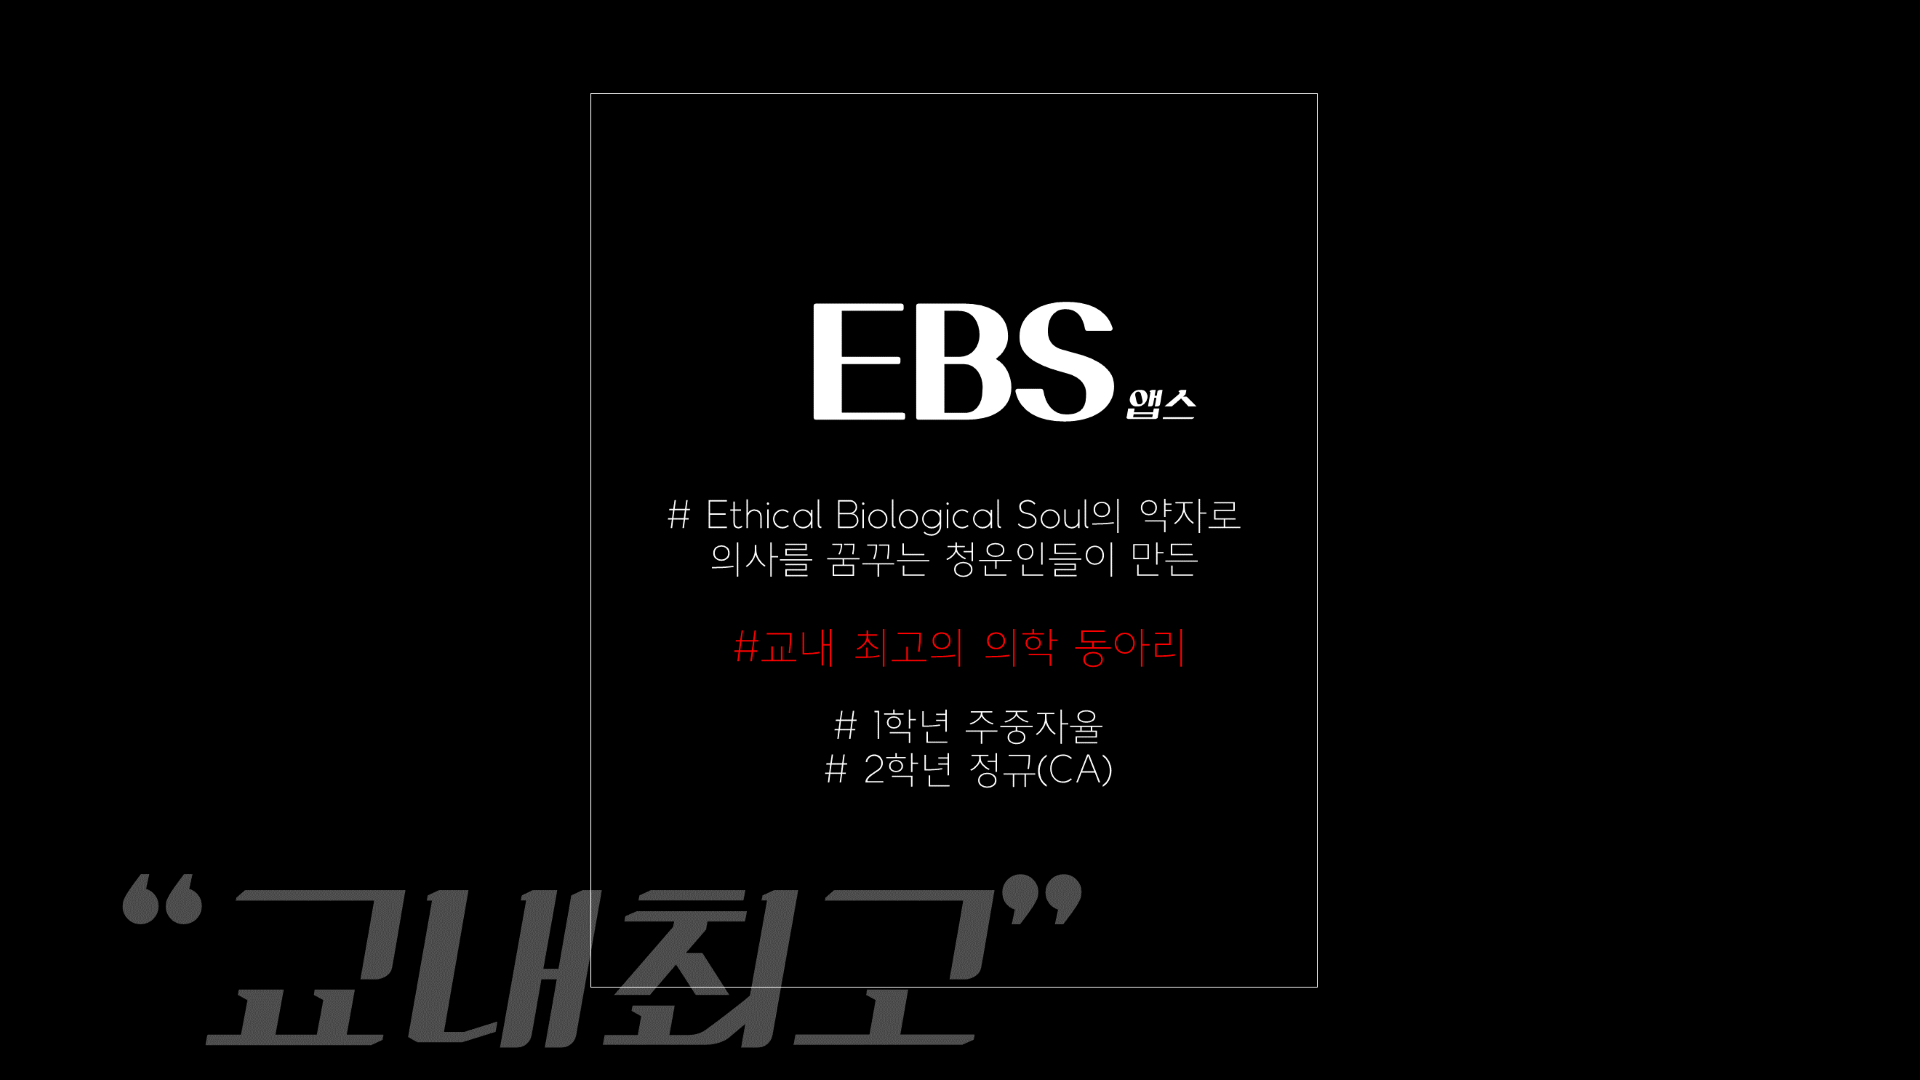 EBS 앱스
# Ethical Biological Soul의 약자로
의사를 꿈꾸는 청운인들이 만든
#교내 최고의 의학 동아리
# 1학년 주중자율
# 2학년 정규(CA)
“교내최고”